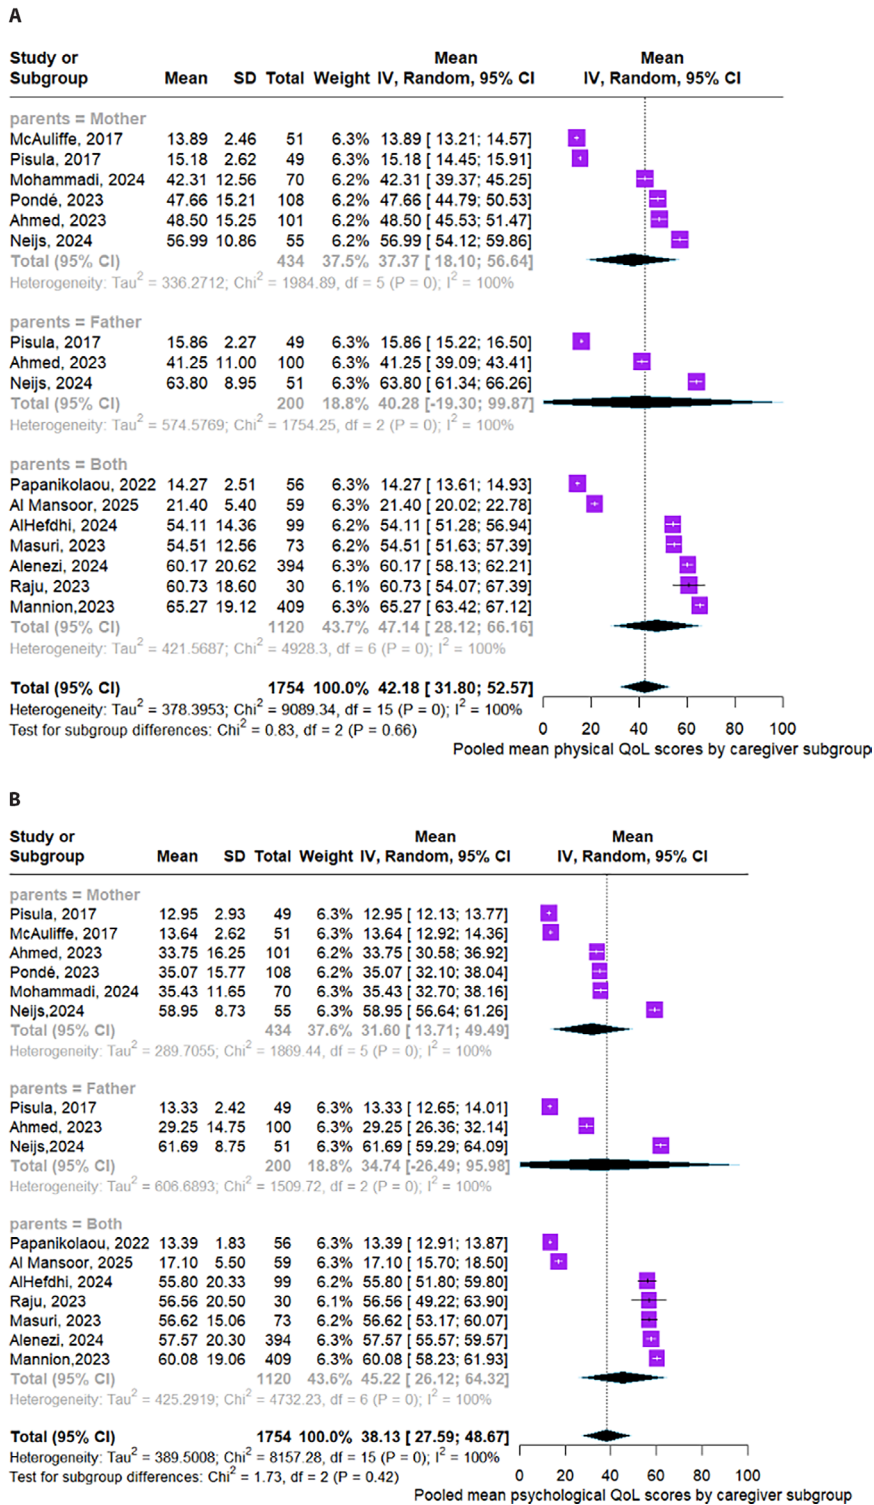 A
Study or Mean Mean
Subgroup Mean SD Total Weight IV, Random, 95% CI IV, Random, 95% CI
parents = Mother
McAuliffe, 2017 13.89 2.46 51 6.3% 13.89 [ 13.21; 14.57]
Pisula, 2017 15.18 2.62 49 6.3% 15.18 [ 14.45; 15.91]
Mohammadi, 2024 42.31 12.56 70 6.2% 42.31 [ 39.37; 45.25]
Pondé, 2023 47.66 15.21 108 6.2% 47.66 [ 44.79; 50.53]
Ahmed, 2023 48.50 15.25 101 6.2% 48.50 [ 45.53; 51.47]
Neijs, 2024 56.99 10.86 55 6.2% 56.99 [ 54.12; 59.86]
Total (95% CI) 434 37.5% 37.37 [ 18.10; 56.64]
Heterogeneity: Tau² = 336.2712; Chi² = 1984.89, df = 5 (P = 0); I² = 100%
parents = Father
Pisula, 2017 15.86 2.27 49 6.3% 15.86 [ 15.22; 16.50]
Ahmed, 2023 41.25 11.00 100 6.3% 41.25 [ 39.09; 43.41]
Neijs, 2024 63.80 8.95 51 6.3% 63.80 [ 61.34; 66.26]
Total (95% CI) 200 18.8% 40.28 [-19.30; 99.87]
Heterogeneity: Tau² = 574.5769; Chi² = 1754.25, df = 2 (P = 0); I² = 100%
parents = Both
Papanikolaou, 2022 14.27 2.51 56 6.3% 14.27 [ 13.61; 14.93]
Al Mansoor, 2025 21.40 5.40 59 6.3% 21.40 [ 20.02; 22.78]
AlHefdhi, 2024 54.11 14.36 99 6.2% 54.11 [ 51.28; 56.94]
Masuri, 2023 54.51 12.56 73 6.2% 54.51 [ 51.63; 57.39]
Alenezi, 2024 60.17 20.62 394 6.3% 60.17 [ 58.13; 62.21]
Raju, 2023 60.73 18.60 30 6.1% 60.73 [ 54.07; 67.39]
Mannion,2023 65.27 19.12 409 6.3% 65.27 [ 63.42; 67.12]
Total (95% CI) 1120 43.7% 47.14 [ 28.12; 66.16]
Heterogeneity: Tau² = 421.5687; Chi² = 4928.3, df = 6 (P = 0); I² = 100%
Total (95% CI) 1754 100.0% 42.18 [ 31.80; 52.57]
Heterogeneity: Tau² = 378.3953; Chi² = 9089.34, df = 15 (P = 0); I² = 100%
Test for subgroup differences: Chi² = 0.83, df = 2 (P = 0.66)
0 20 40 60 80 100
Pooled mean physical QoL scores by caregiver subgroup
B
Study or Mean Mean
Subgroup Mean SD Total Weight IV, Random, 95% CI IV, Random, 95% CI
parents = Mother
Pisula, 2017 12.95 2.93 49 6.3% 12.95 [ 12.13; 13.77]
McAuliffe, 2017 13.64 2.62 51 6.3% 13.64 [ 12.92; 14.36]
Ahmed, 2023 33.75 16.25 101 6.2% 33.75 [ 30.58; 36.92]
Pondé, 2023 35.07 15.77 108 6.2% 35.07 [ 32.10; 38.04]
Mohammadi, 2024 35.43 11.65 70 6.2% 35.43 [ 32.70; 38.16]
Neijs,2024 58.95 8.73 55 6.3% 58.95 [ 56.64; 61.26]
Total (95% CI) 434 37.6% 31.60 [ 13.71; 49.49]
Heterogeneity: Tau² = 289.7055; Chi² = 1869.44, df = 5 (P = 0); I² = 100%
parents = Father
Pisula, 2017 13.33 2.42 49 6.3% 13.33 [ 12.65; 14.01]
Ahmed, 2023 29.25 14.75 100 6.3% 29.25 [ 26.36; 32.14]
Neijs,2024 61.69 8.75 51 6.3% 61.69 [ 59.29; 64.09]
Total (95% CI) 200 18.8% 34.74 [-26.49; 95.98]
Heterogeneity: Tau² = 606.6893; Chi² = 1509.72, df = 2 (P = 0); I² = 100%
parents = Both
Papanikolaou, 2022 13.39 1.83 56 6.3% 13.39 [ 12.91; 13.87]
Al Mansoor, 2025 17.10 5.50 59 6.3% 17.10 [ 15.70; 18.50]
AlHefdhi, 2024 55.80 20.33 99 6.2% 55.80 [ 51.80; 59.80]
Raju, 2023 56.56 20.50 30 6.1% 56.56 [ 49.22; 63.90]
Masuri, 2023 56.62 15.06 73 6.2% 56.62 [ 53.17; 60.07]
Alenezi, 2024 57.57 20.30 394 6.3% 57.57 [ 55.57; 59.57]
Mannion,2023 60.08 19.06 409 6.3% 60.08 [ 58.23; 61.93]
Total (95% CI) 1120 43.6% 45.22 [ 26.12; 64.32]
Heterogeneity: Tau² = 425.2919; Chi² = 4732.23, df = 6 (P = 0); I² = 100%
Total (95% CI) 1754 100.0% 38.13 [ 27.59; 48.67]
Heterogeneity: Tau² = 389.5008; Chi² = 8157.28, df = 15 (P = 0); I² = 100%
Test for subgroup differences: Chi² = 1.73, df = 2 (P = 0.42)
0 20 40 60 80 100
Pooled mean psychological QoL scores by caregiver subgroup